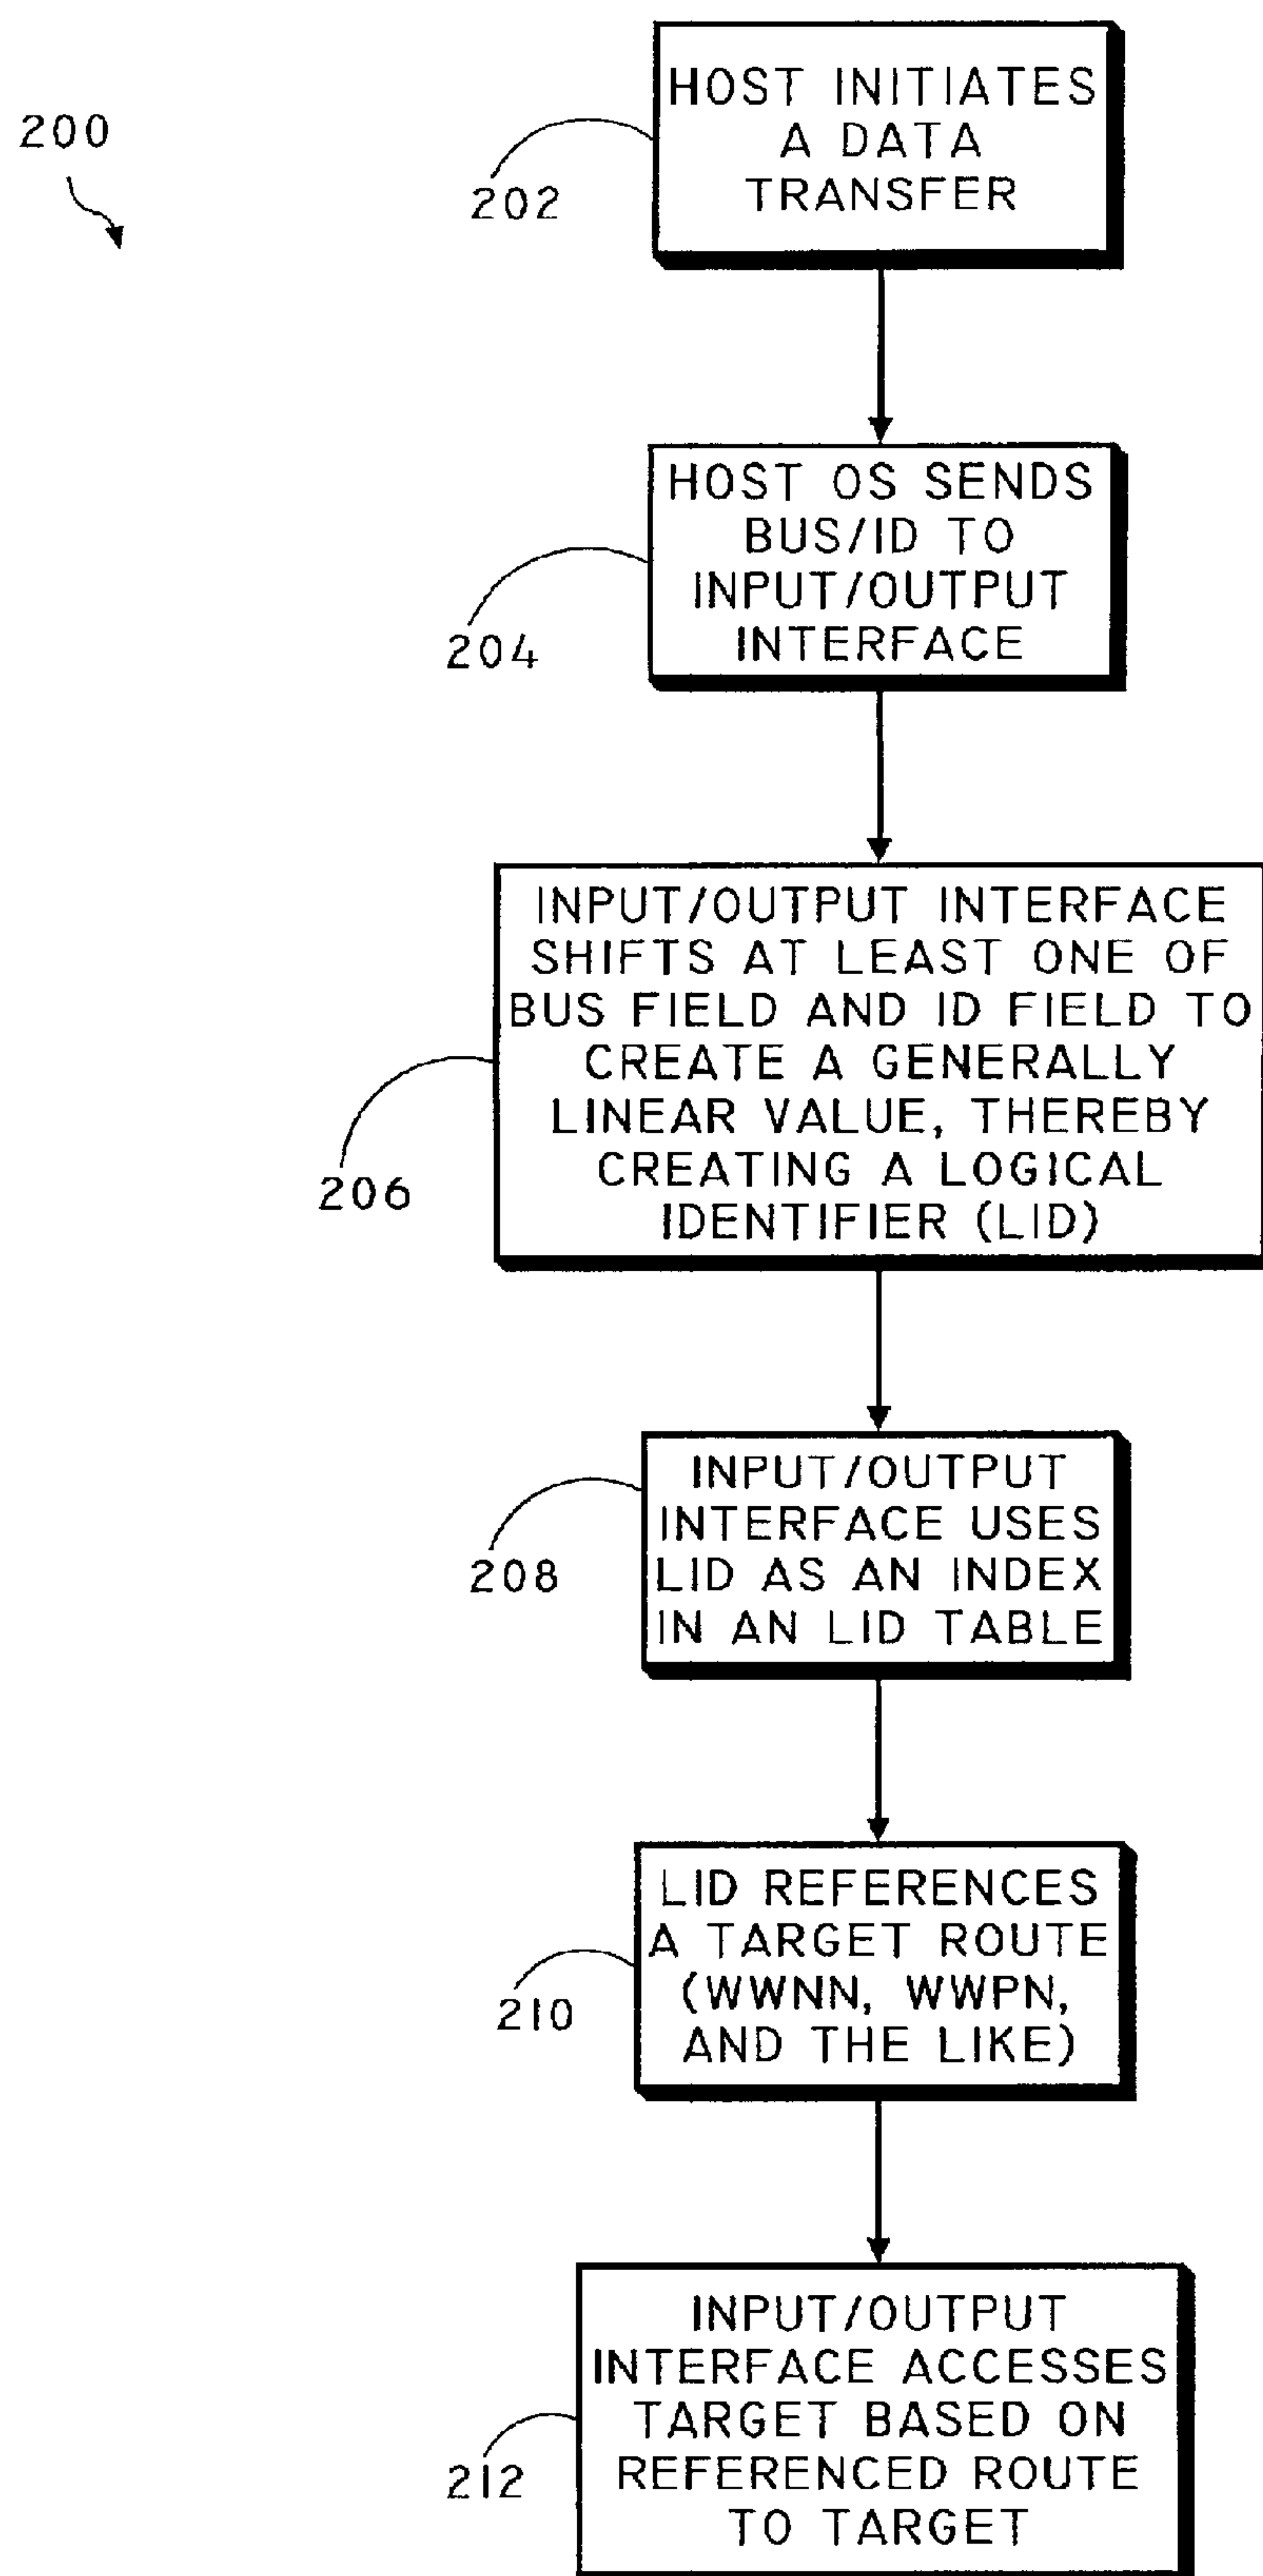 200
HOST INITIATES
A DATA
TRANSFER
202
HOST OS SENDS
BUS/ID TO
INPUT/OUTPUT
INTERFACE
204
INPUT/OUTPUT INTERFACE
SHIFTS AT LEAST ONE OF
BUS FIELD AND ID FIELD TO
CREATE A GENERALLY
LINEAR VALUE, THEREBY
CREATING A LOGICAL
IDENTIFIER (LID)
206
INPUT/OUTPUT
INTERFACE USES
LID AS AN INDEX
IN AN LID TABLE
208
LID REFERENCES
A TARGET ROUTE
(WWNN, WWPN,
AND THE LIKE)
210
INPUT/OUTPUT
INTERFACE ACCESSES
TARGET BASED ON
REFERENCED ROUTE
TO TARGET
212